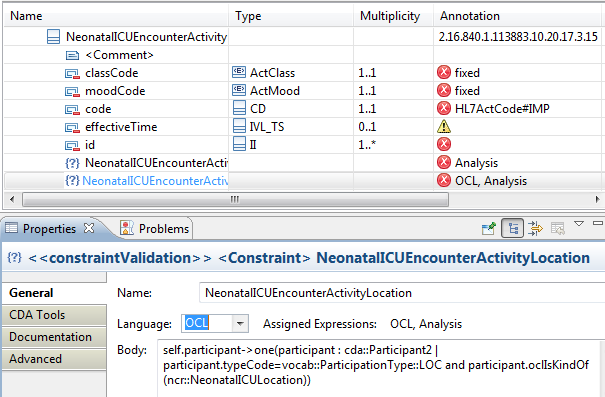 Name Type Multiplicity Annotation
NeonatalICUEncounterActivity 2.16.840.1.113883.10.20.17.3.15
<Comment>
classCode ActClass 1..1 fixed
moodCode ActMood 1..1 fixed
code CD 1..1 HL7ActCode#IMP
effectiveTime IVL_TS 0..1
id II 1..*
NeonatalICUEncounterActiv Analysis
NeonatalICUEncounterActiv OCL, Analysis
Properties Problems
<<constraintValidation>> <Constraint> NeonatalICUEncounterActivityLocation
General
CDA Tools
Documentation
Advanced
Name: NeonatalICUEncounterActivityLocation
Language: OCL Assigned Expressions: OCL, Analysis
Body: self.participant->one(participant : cda::Participant2 |
participant.typeCode=vocab::ParticipationType::LOC and participant.oclIsKindOf
(ncr::NeonatalICULocation))